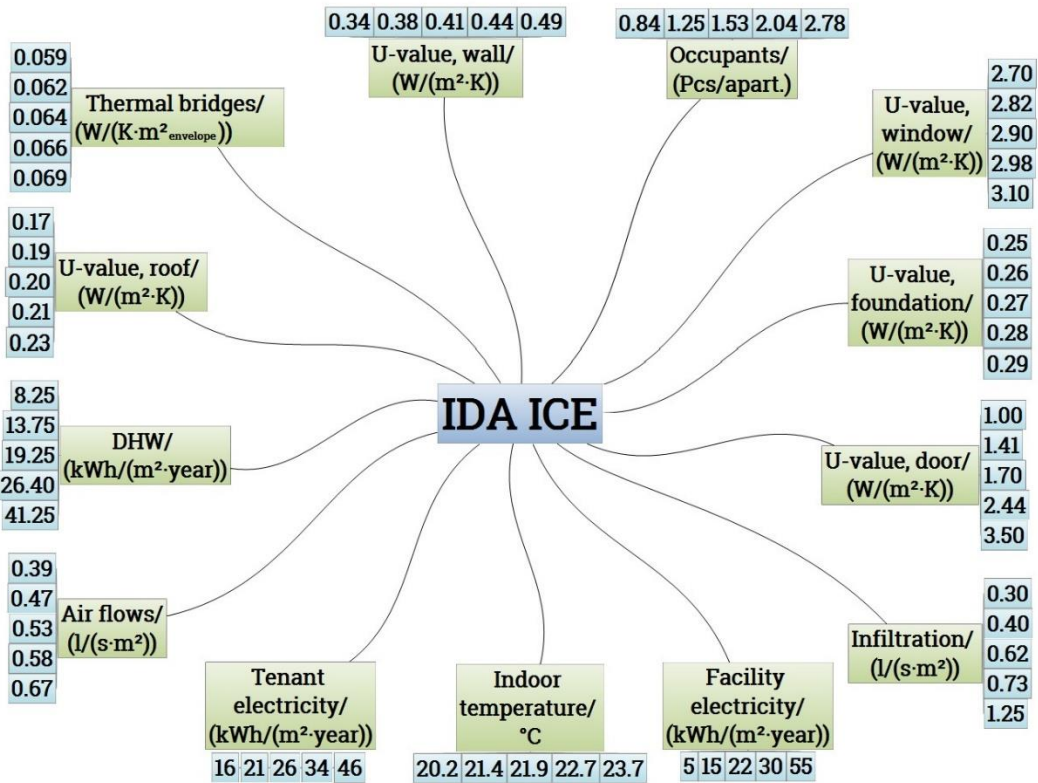 0.34 0.38 0.41 0.44 0.49
U-value, wall/
(W/(m²·K))
0.84 1.25 1.53 2.04 2.78
Occupants/
(Pcs/apart.)
0.059
0.062
0.064
0.066
0.069
Thermal bridges/
(W/(K·m² envelope))
U-value,
window/
(W/(m²·K))
2.70
2.82
2.90
2.98
3.10
0.17
0.19
0.20
0.21
0.23
U-value, roof/
(W/(m²·K))
U-value,
foundation/
(W/(m²·K))
0.25
0.26
0.27
0.28
0.29
IDA ICE
8.25
13.75
19.25
26.40
41.25
DHW/
(kWh/(m²·year))
U-value, door/
(W/(m²·K))
1.00
1.41
1.70
2.44
3.50
0.39
0.47
0.53
0.58
0.67
Air flows/
(l/(s·m²))
Infiltration/
(l/(s·m²))
0.30
0.40
0.62
0.73
1.25
Tenant
electricity/
(kWh/(m²·year))
16 21 26 34 46
Indoor
temperature/
°C
20.2 21.4 21.9 22.7 23.7
Facility
electricity/
(kWh/(m²·year))
5 15 22 30 55